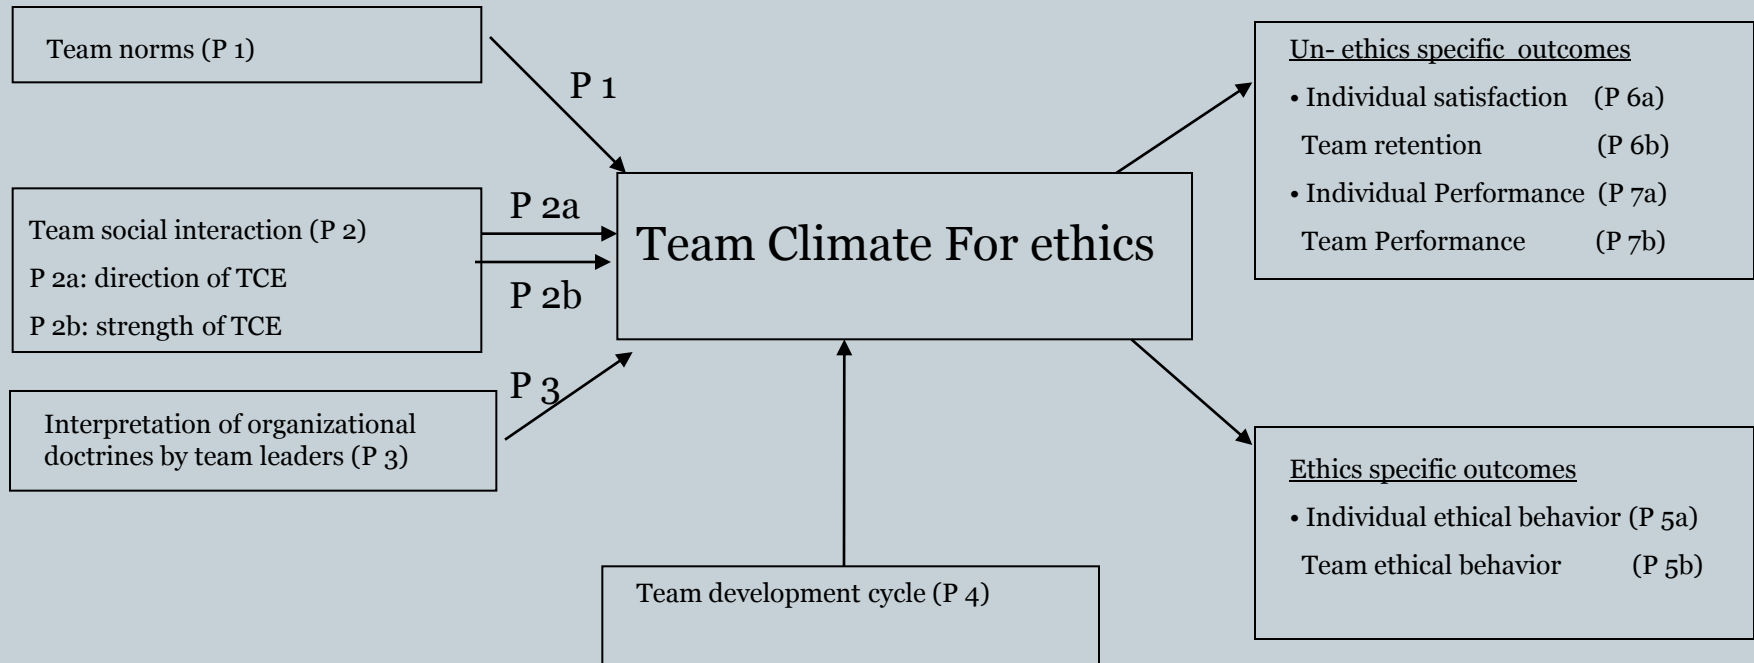 Team norms (P 1)
P 1
Team social interaction (P 2)
P 2a: direction of TCE
P 2b: strength of TCE
P 2a
P 2b
Interpretation of organizational
doctrines by team leaders (P 3)
P 3
Team Climate For ethics
Team development cycle (P 4)
Un- ethics specific outcomes
• Individual satisfaction (P 6a)
Team retention (P 6b)
• Individual Performance (P 7a)
Team Performance (P 7b)
Ethics specific outcomes
• Individual ethical behavior (P 5a)
Team ethical behavior (P 5b)